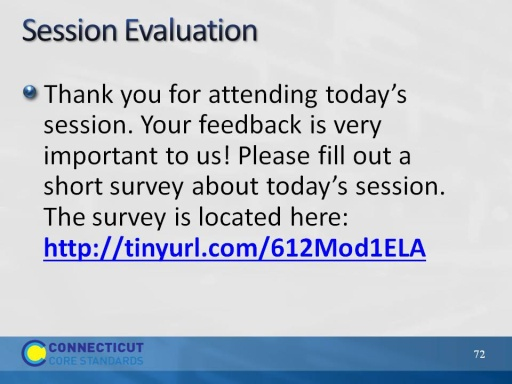 Session Evaluation
Thank you for attending today’s
session. Your feedback is very
important to us! Please fill out a
short survey about today’s session.
The survey is located here:
http://tinyurl.com/612Mod1ELA
CONNECTICUT
CORE STANDARDS
72